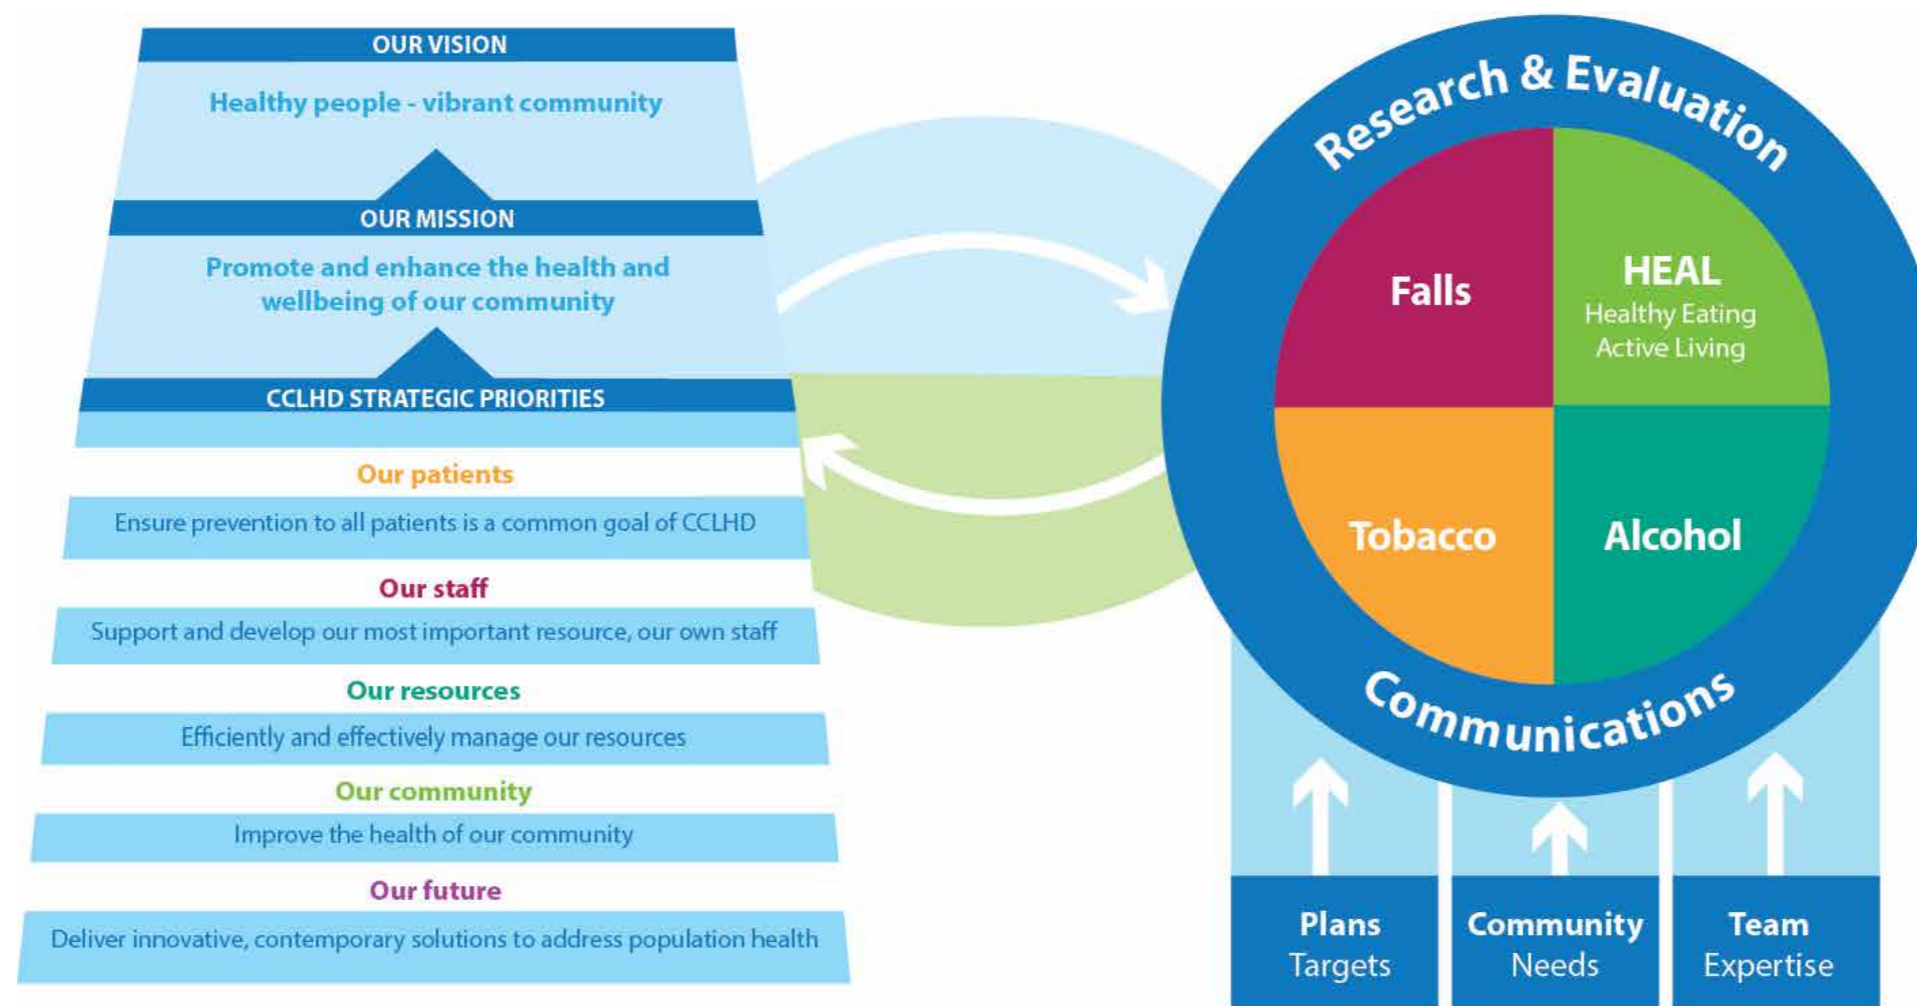 OUR VISION
Healthy people - vibrant community
OUR MISSION
Promote and enhance the health and
wellbeing of our community
CCLHD STRATEGIC PRIORITIES
Our patients
Ensure prevention to all patients is a common goal of CCLHD
Our staff
Support and develop our most important resource, our own staff
Our resources
Efficiently and effectively manage our resources
Our community
Improve the health of our community
Our future
Deliver innovative, contemporary solutions to address population health
Research & Evaluation
Falls
HEAL
Healthy Eating
Active Living
Tobacco
Alcohol
Communications
Plans
Targets
Community
Needs
Team
Expertise